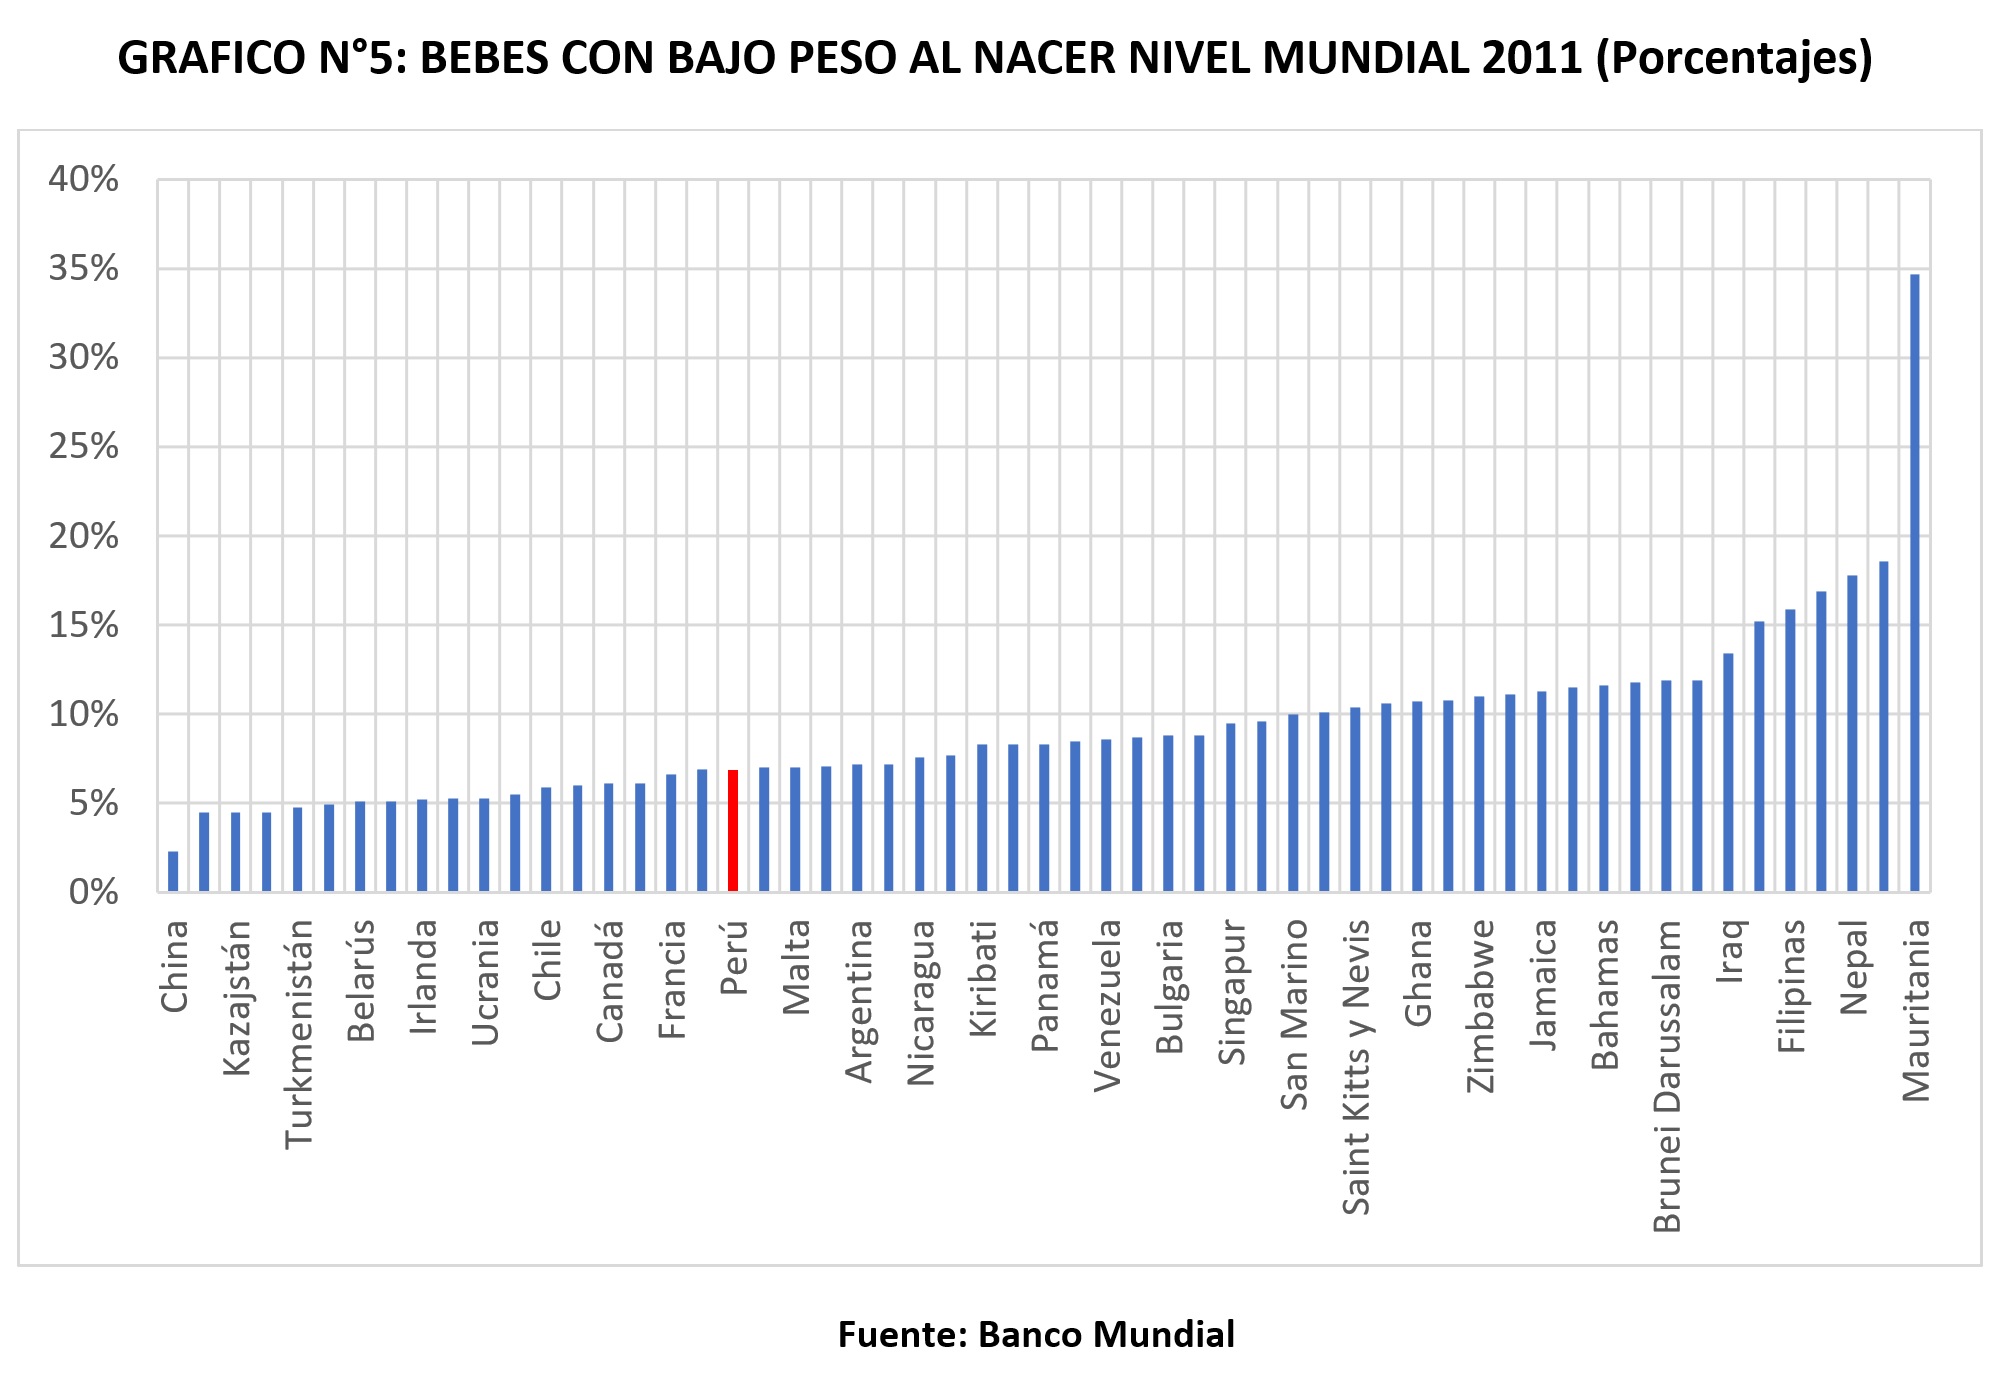 GRAFICO N°5: BEBES CON BAJO PESO AL NACER NIVEL MUNDIAL 2011 (Porcentajes)
40%
35%
30%
25%
20%
15%
10%
5%
0%
China
Kazajstán
Turkmenistán
Belarús
Irlanda
Ucrania
Chile
Canadá
Francia
Perú
Malta
Argentina
Nicaragua
Kiribati
Panamá
Venezuela
Bulgaria
Singapur
San Marino
Saint Kitts y Nevis
Ghana
Zimbabwe
Jamaica
Bahamas
Brunei Darussalam
Iraq
Filipinas
Nepal
Mauritania
Fuente: Banco Mundial